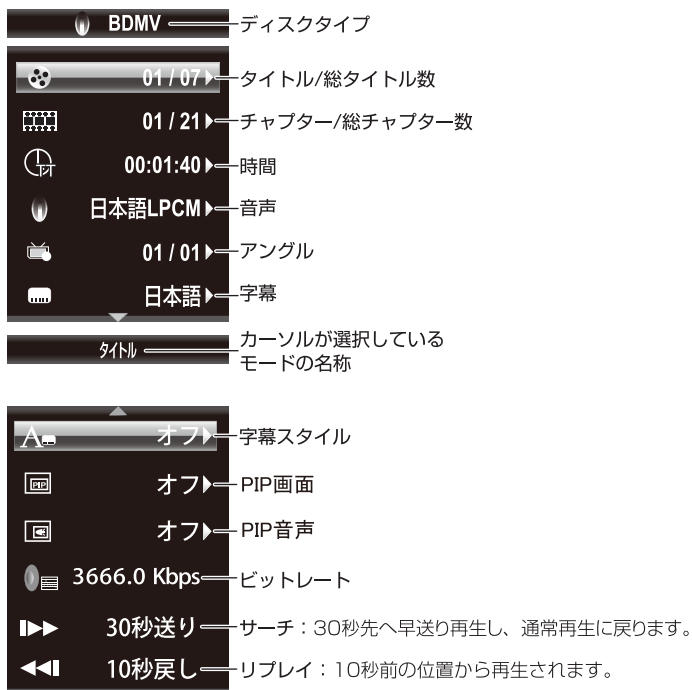 BDMV ディスクタイプ
01 / 07 タイトル/総タイトル数
01 / 21 チャプター/総チャプター数
00:01:40 時間
日本語LPCM 音声
01 / 01 アングル
日本語 字幕
タイトル カーソルが選択している
モードの名称
A オフ 字幕スタイル
PIP オフ PIP画面
オフ PIP音声
3666.0 Kbps ビットレート
30秒送り サーチ：30秒先へ早送り再生し、通常再生に戻ります。
10秒戻し リプレイ：10秒前の位置から再生されます。